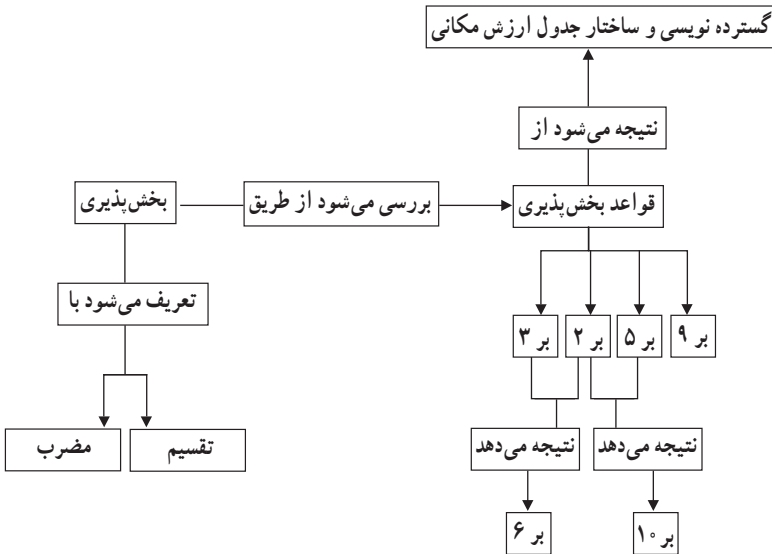 گسترده نویسی و ساختار جدول ارزش مکانی
نتیجه می‌شود از
قواعد بخش‌پذیری
بررسی می‌شود از طریق
بخش‌پذیری
تعریف می‌شود با
بر ۹
بر ۵
بر ۲
بر ۳
تقسیم
مضرب
نتیجه می‌دهد
نتیجه می‌دهد
بر ۱۰
بر ۶